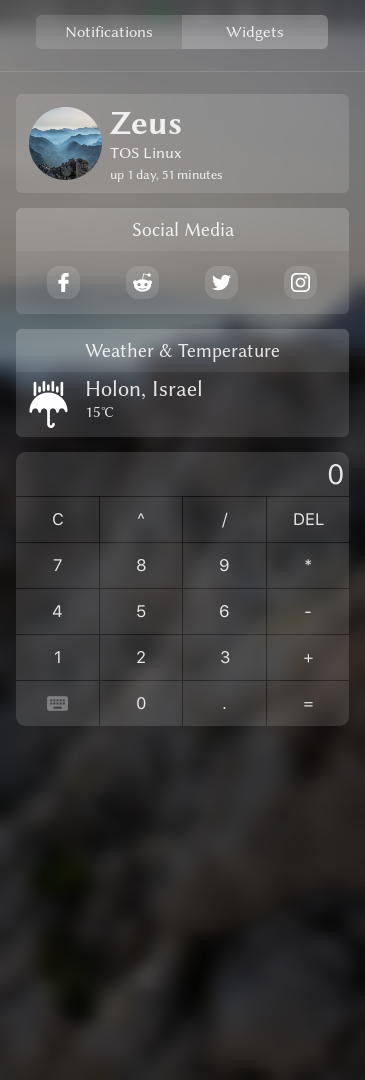 Notifications Widgets
Zeus
TOS Linux
up 1 day, 51 minutes
Social Media
Weather & Temperature
Holon, Israel
15°C
0
C ^ / DEL
7 8 9 *
4 5 6 -
1 2 3 +
0 . =